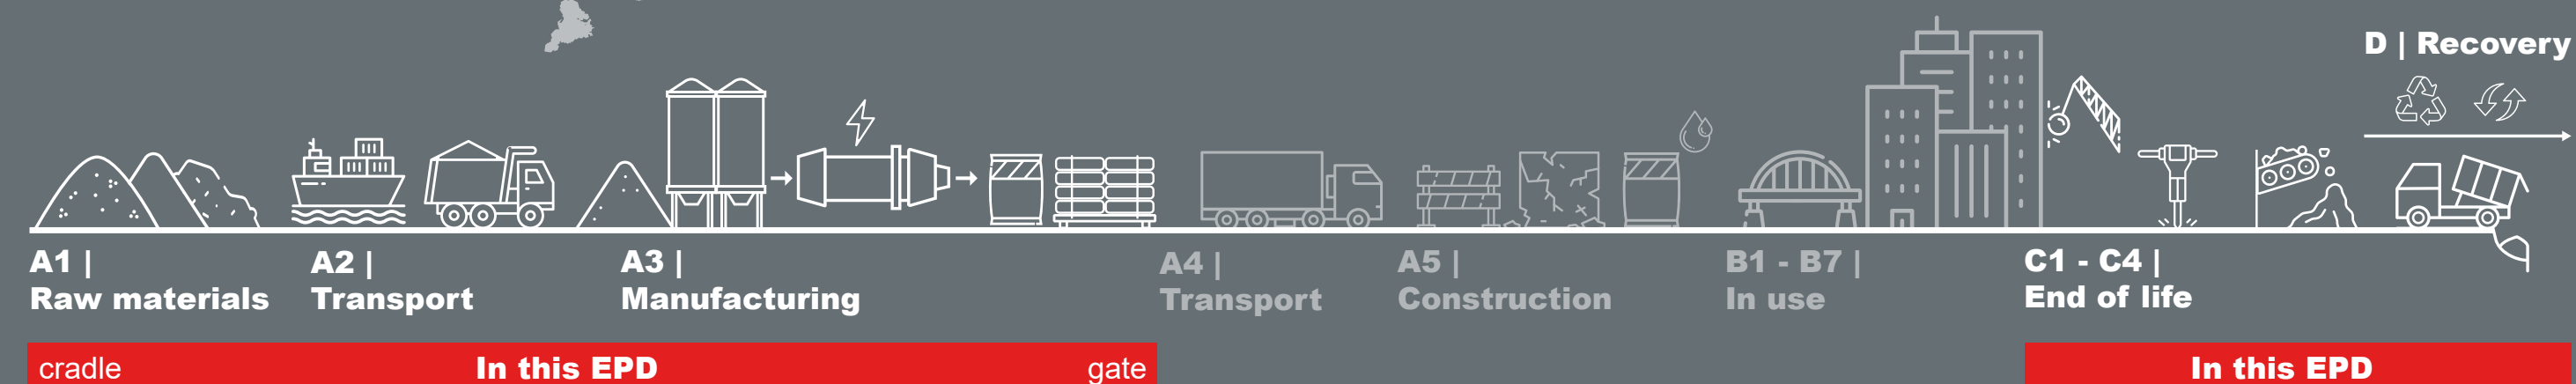 D | Recovery
A1 |
Raw materials
A2 |
Transport
A3 |
Manufacturing
A4 |
Transport
A5 |
Construction
B1 - B7 |
In use
C1 - C4 |
End of life
cradle
In this EPD
gate
In this EPD